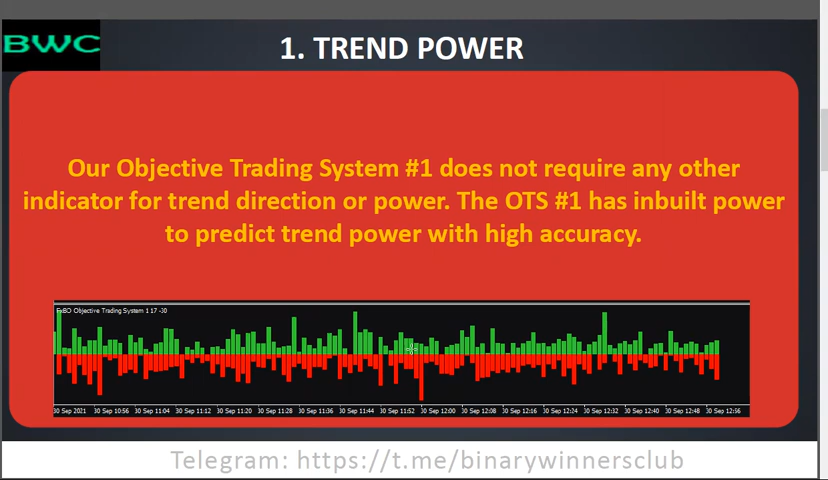 BWC
1. TREND POWER
Our Objective Trading System #1 does not require any other
indicator for trend direction or power. The OTS #1 has inbuilt power
to predict trend power with high accuracy.
FxBO Objective Trading System 1 17 -30
30 Sep 2021 30 Sep 10:56 30 Sep 11:04 30 Sep 11:12 30 Sep 11:20 30 Sep 11:28 30 Sep 11:36 30 Sep 11:44 30 Sep 11:52 30 Sep 12:00 30 Sep 12:08 30 Sep 12:16 30 Sep 12:24 30 Sep 12:32 30 Sep 12:40 30 Sep 12:48 30 Sep 12:56
Telegram: https://t.me/binarywinnersclub